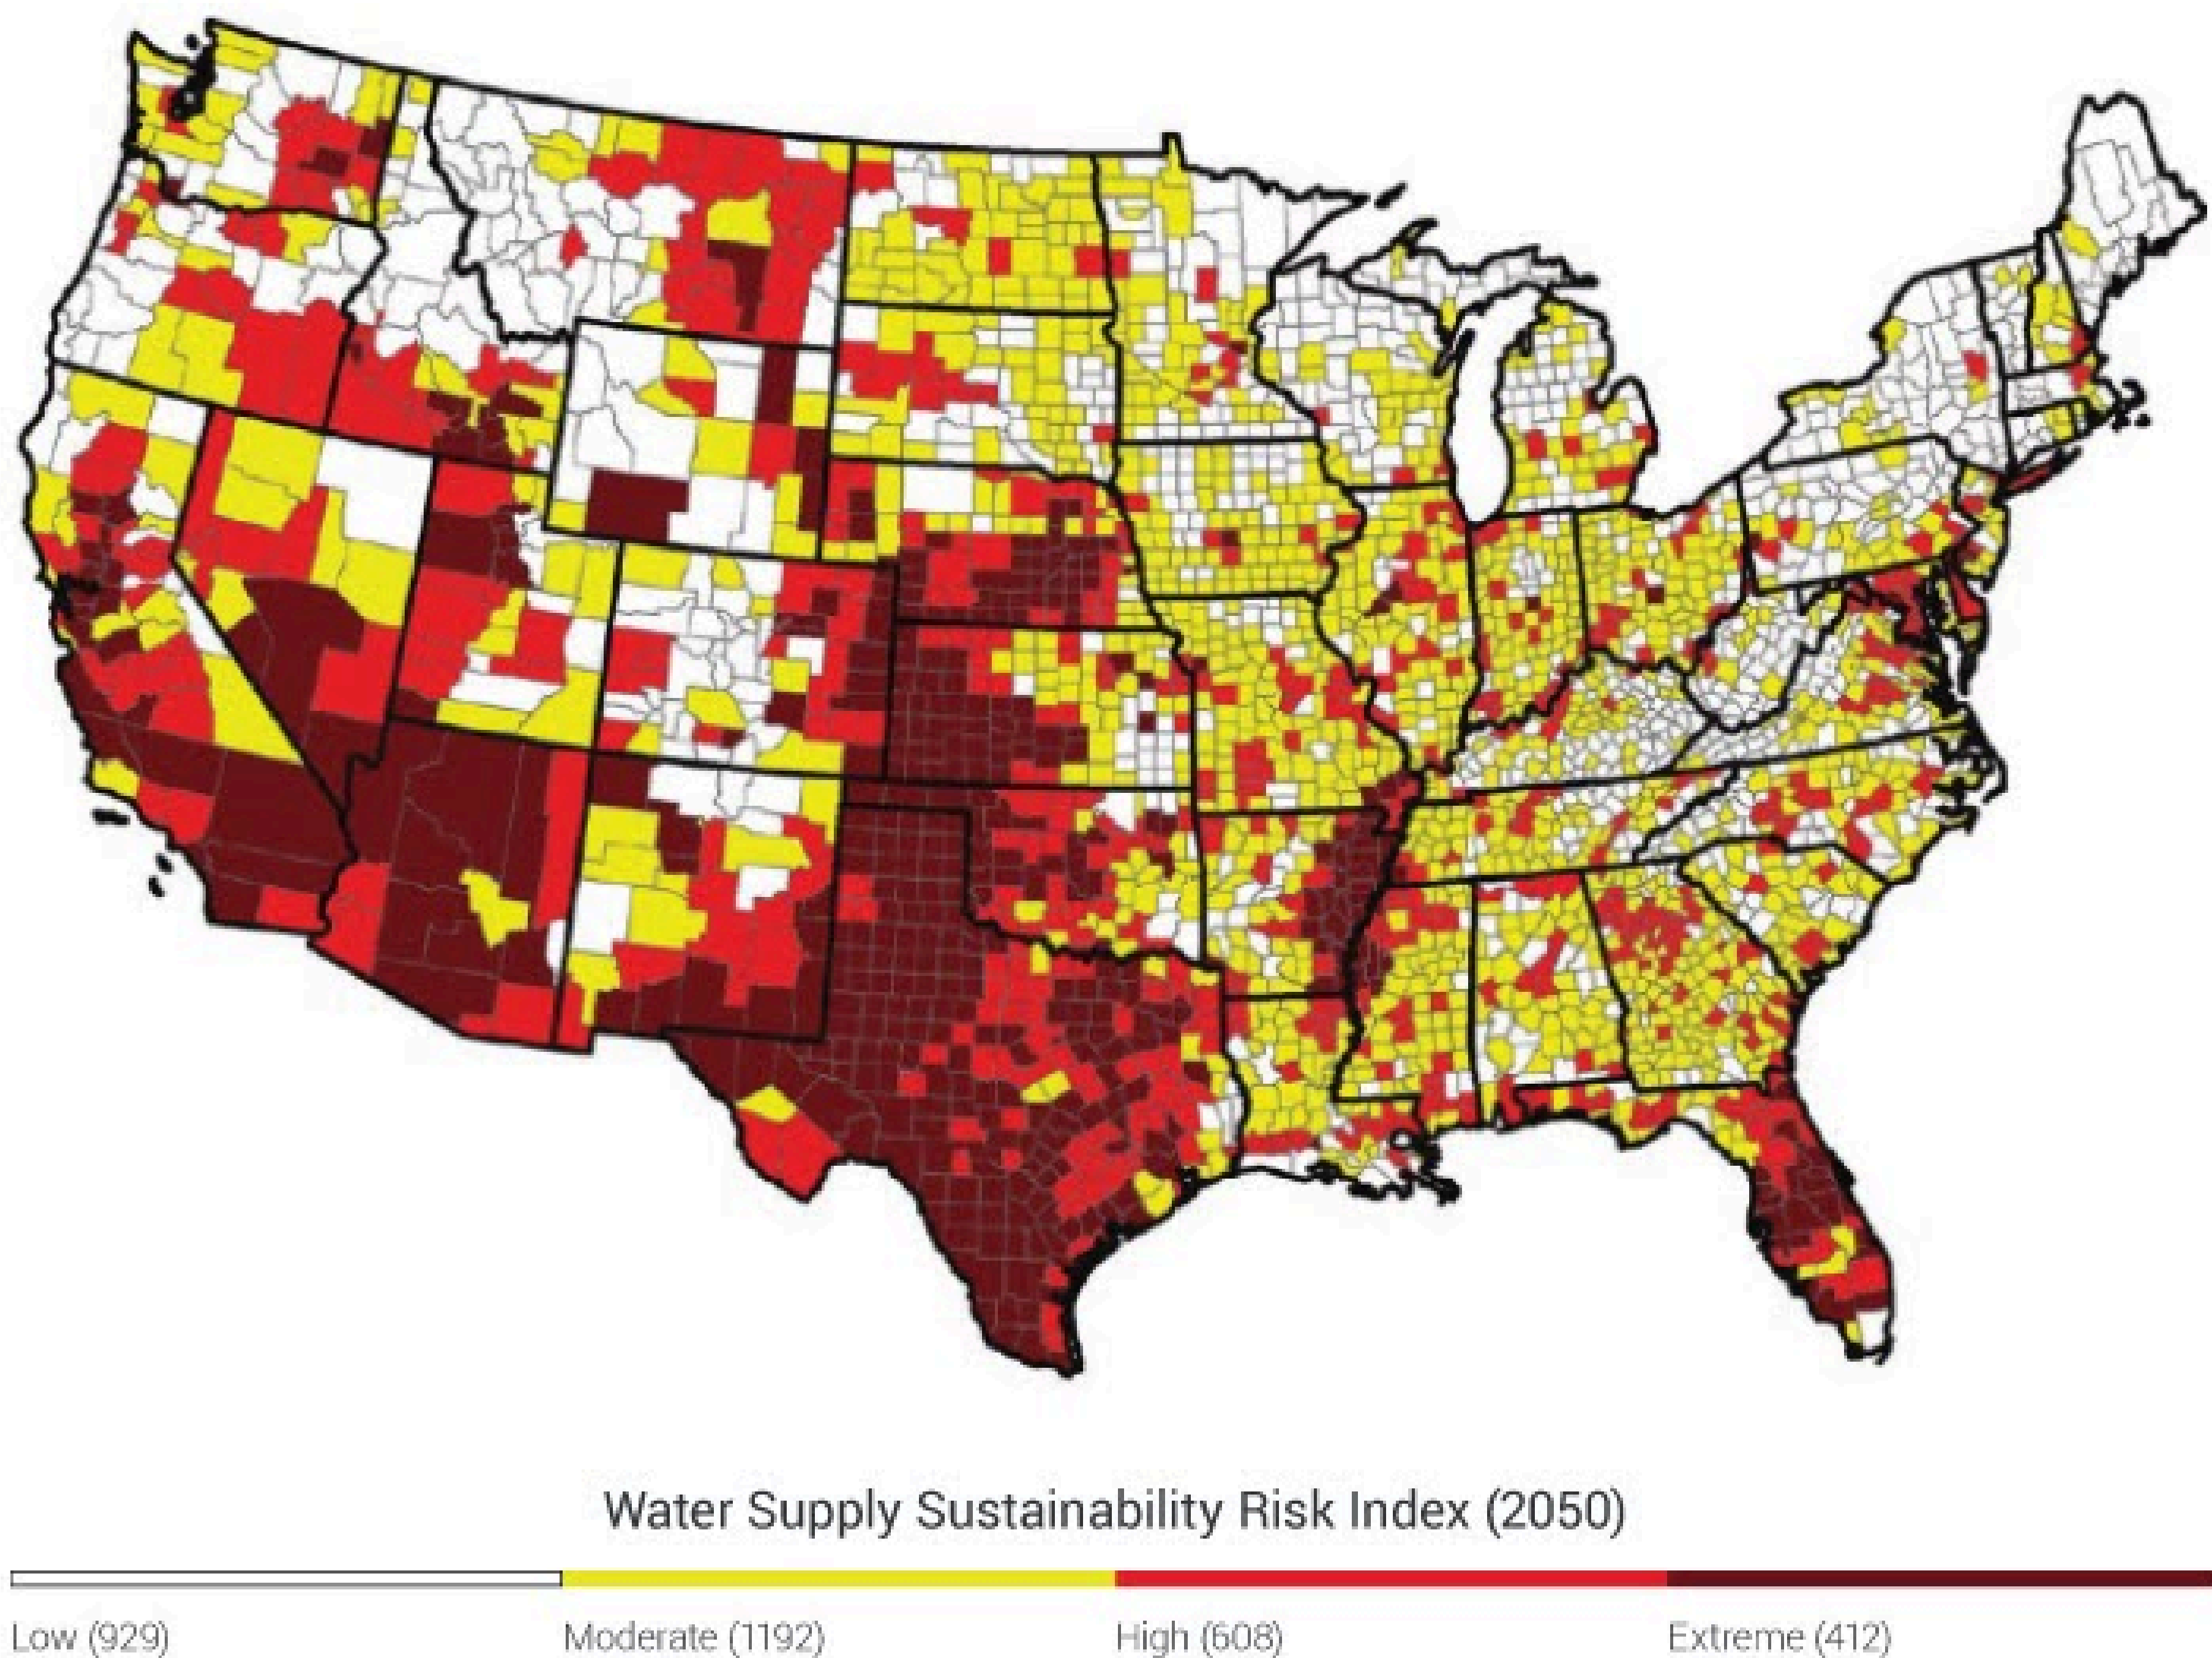 Water Supply Sustainability Risk Index (2050)
Low (929)
Moderate (1192)
High (608)
Extreme (412)